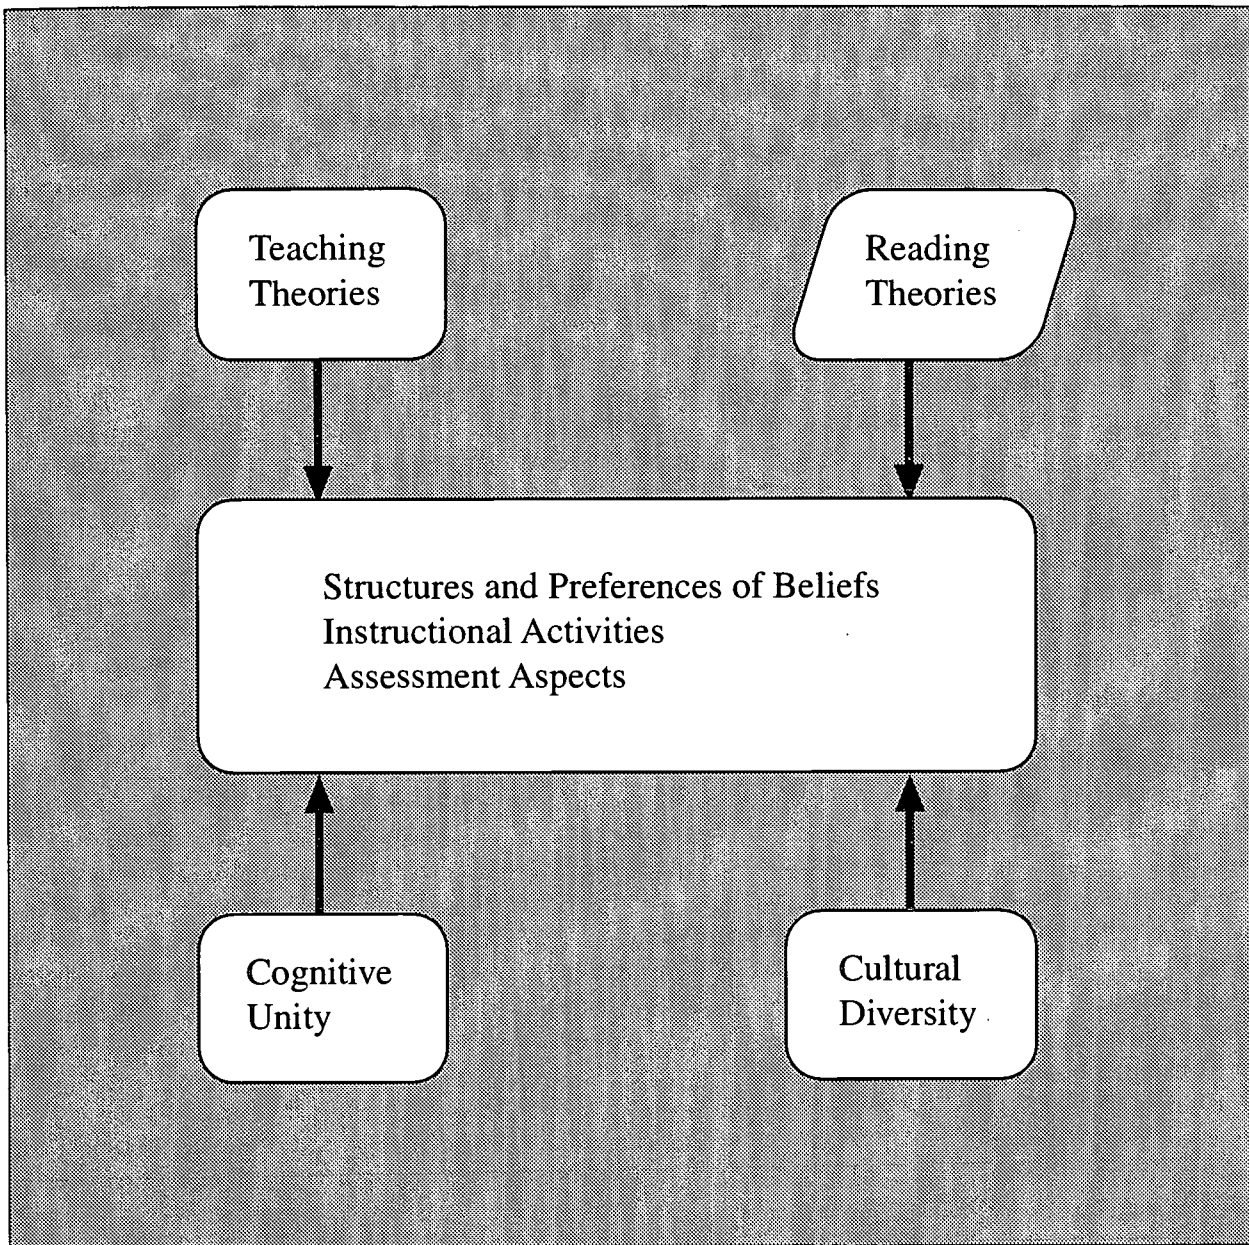 Teaching
Theories
Reading
Theories
Structures and Preferences of Beliefs
Instructional Activities
Assessment Aspects
Cognitive
Unity
Cultural
Diversity